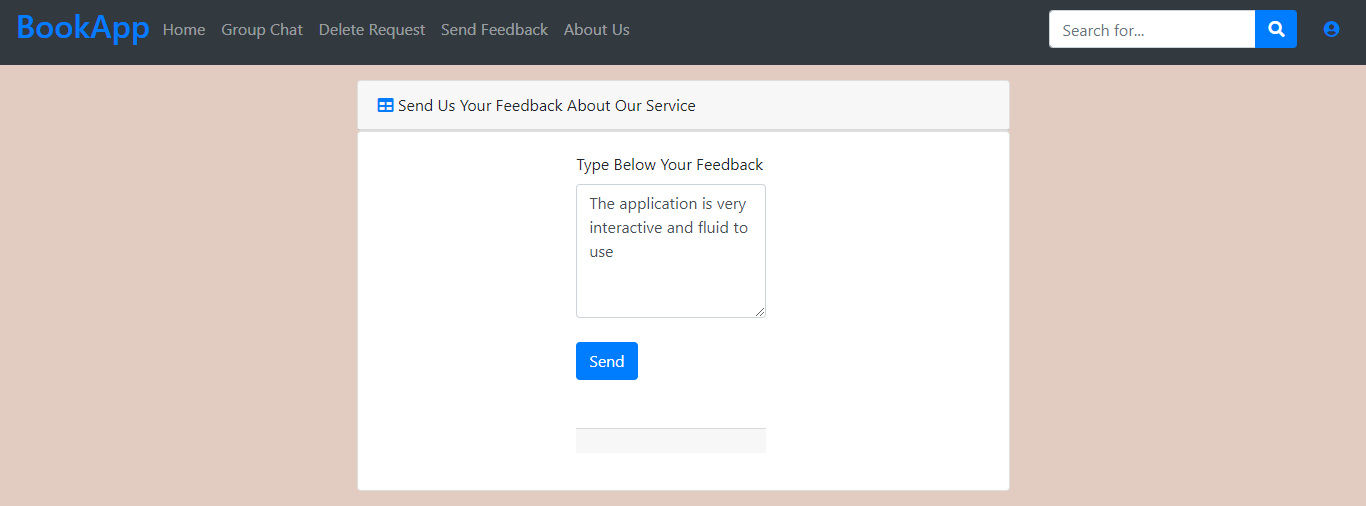 BookApp Home Group Chat Delete Request Send Feedback About Us Search for...
Send Us Your Feedback About Our Service
Type Below Your Feedback
The application is very
interactive and fluid to
use
Send